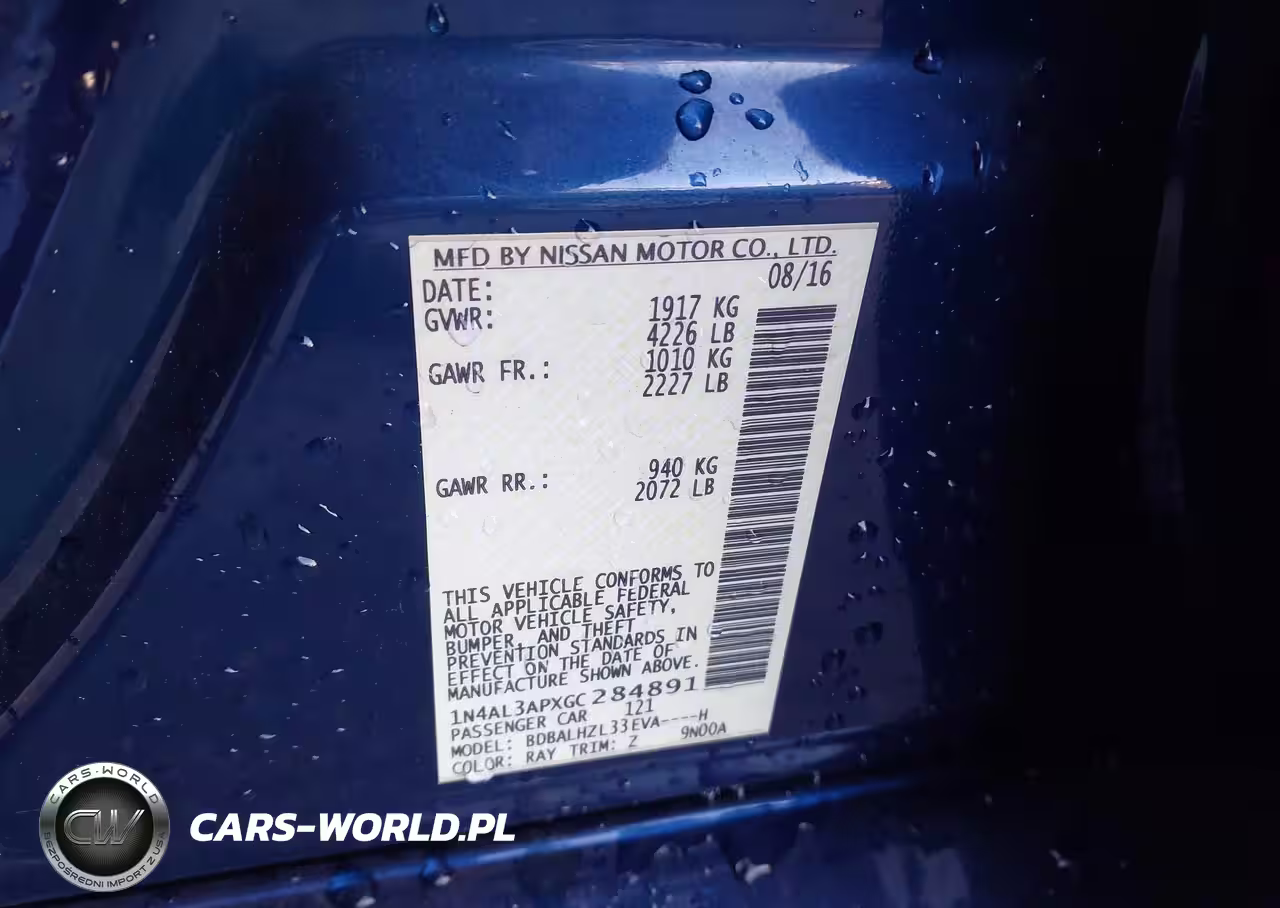 MFD BY NISSAN MOTOR CO., LTD.
DATE: 08/16
GVWR: 1917 KG
4226 LB
GAWR FR.: 1010 KG
2227 LB
GAWR RR.: 940 KG
2072 LB
THIS VEHICLE CONFORMS TO
ALL APPLICABLE FEDERAL
MOTOR VEHICLE SAFETY,
BUMPER, AND THEFT
PREVENTION STANDARDS IN
EFFECT ON THE DATE OF
MANUFACTURE SHOWN ABOVE.
1N4AL3APXGC284891
PASSENGER CAR 121
MODEL: BDBALHZL33EVA----H
COLOR: RAY TRIM: Z 9N00A
CARS-WORLD
CW
BEZPOŚREDNI IMPORT Z USA
CARS-WORLD.PL